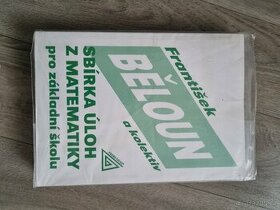 František
BĚLOUN
a kolektiv
SBÍRKA ÚLOH
Z MATEMATIKY
pro základní školu